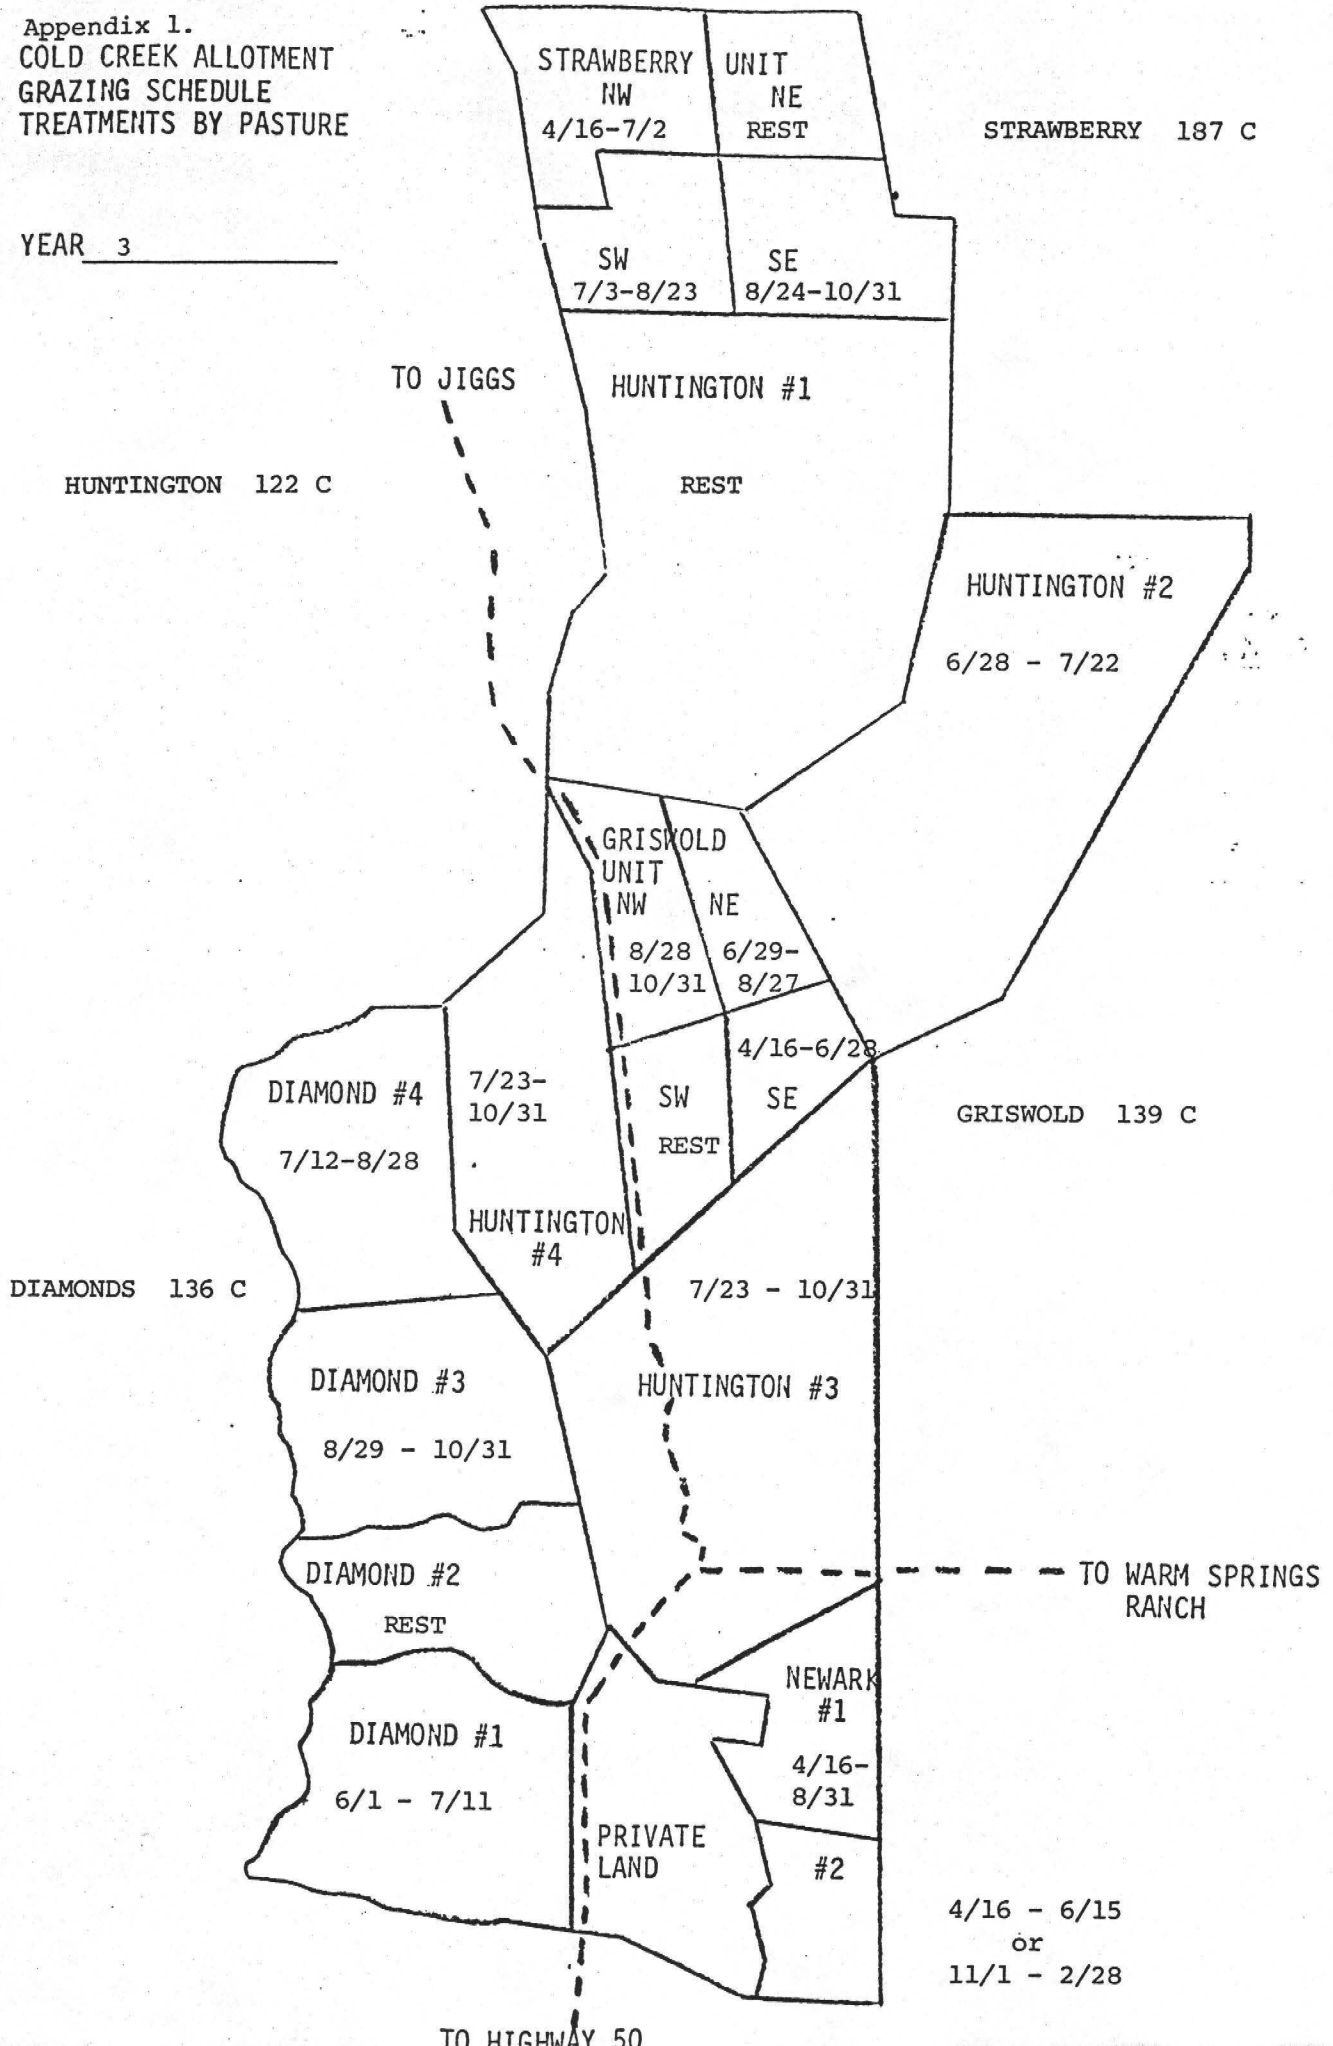 Appendix 1.
COLD CREEK ALLOTMENT
GRAZING SCHEDULE
TREATMENTS BY PASTURE
YEAR 3
STRAWBERRY UNIT
NW NE
4/16-7/2 REST
STRAWBERRY 187 C
SW SE
7/3-8/23 8/24-10/31
TO JIGGS
HUNTINGTON #1
HUNTINGTON 122 C
REST
HUNTINGTON #2
6/28 - 7/22
GRISWOLD
UNIT
NW NE
8/28 6/29-
10/31 8/27
4/16-6/28
SW SE
REST
GRISWOLD 139 C
DIAMOND #4
7/12-8/28
7/23-
10/31
HUNTINGTON
#4
DIAMONDS 136 C
7/23 - 10/31
HUNTINGTON #3
DIAMOND #3
8/29 - 10/31
DIAMOND #2
REST
TO WARM SPRINGS
RANCH
NEWARK
#1
4/16-
8/31
DIAMOND #1
6/1 - 7/11
PRIVATE
LAND
#2
4/16 - 6/15
or
11/1 - 2/28
TO HIGHWAY 50